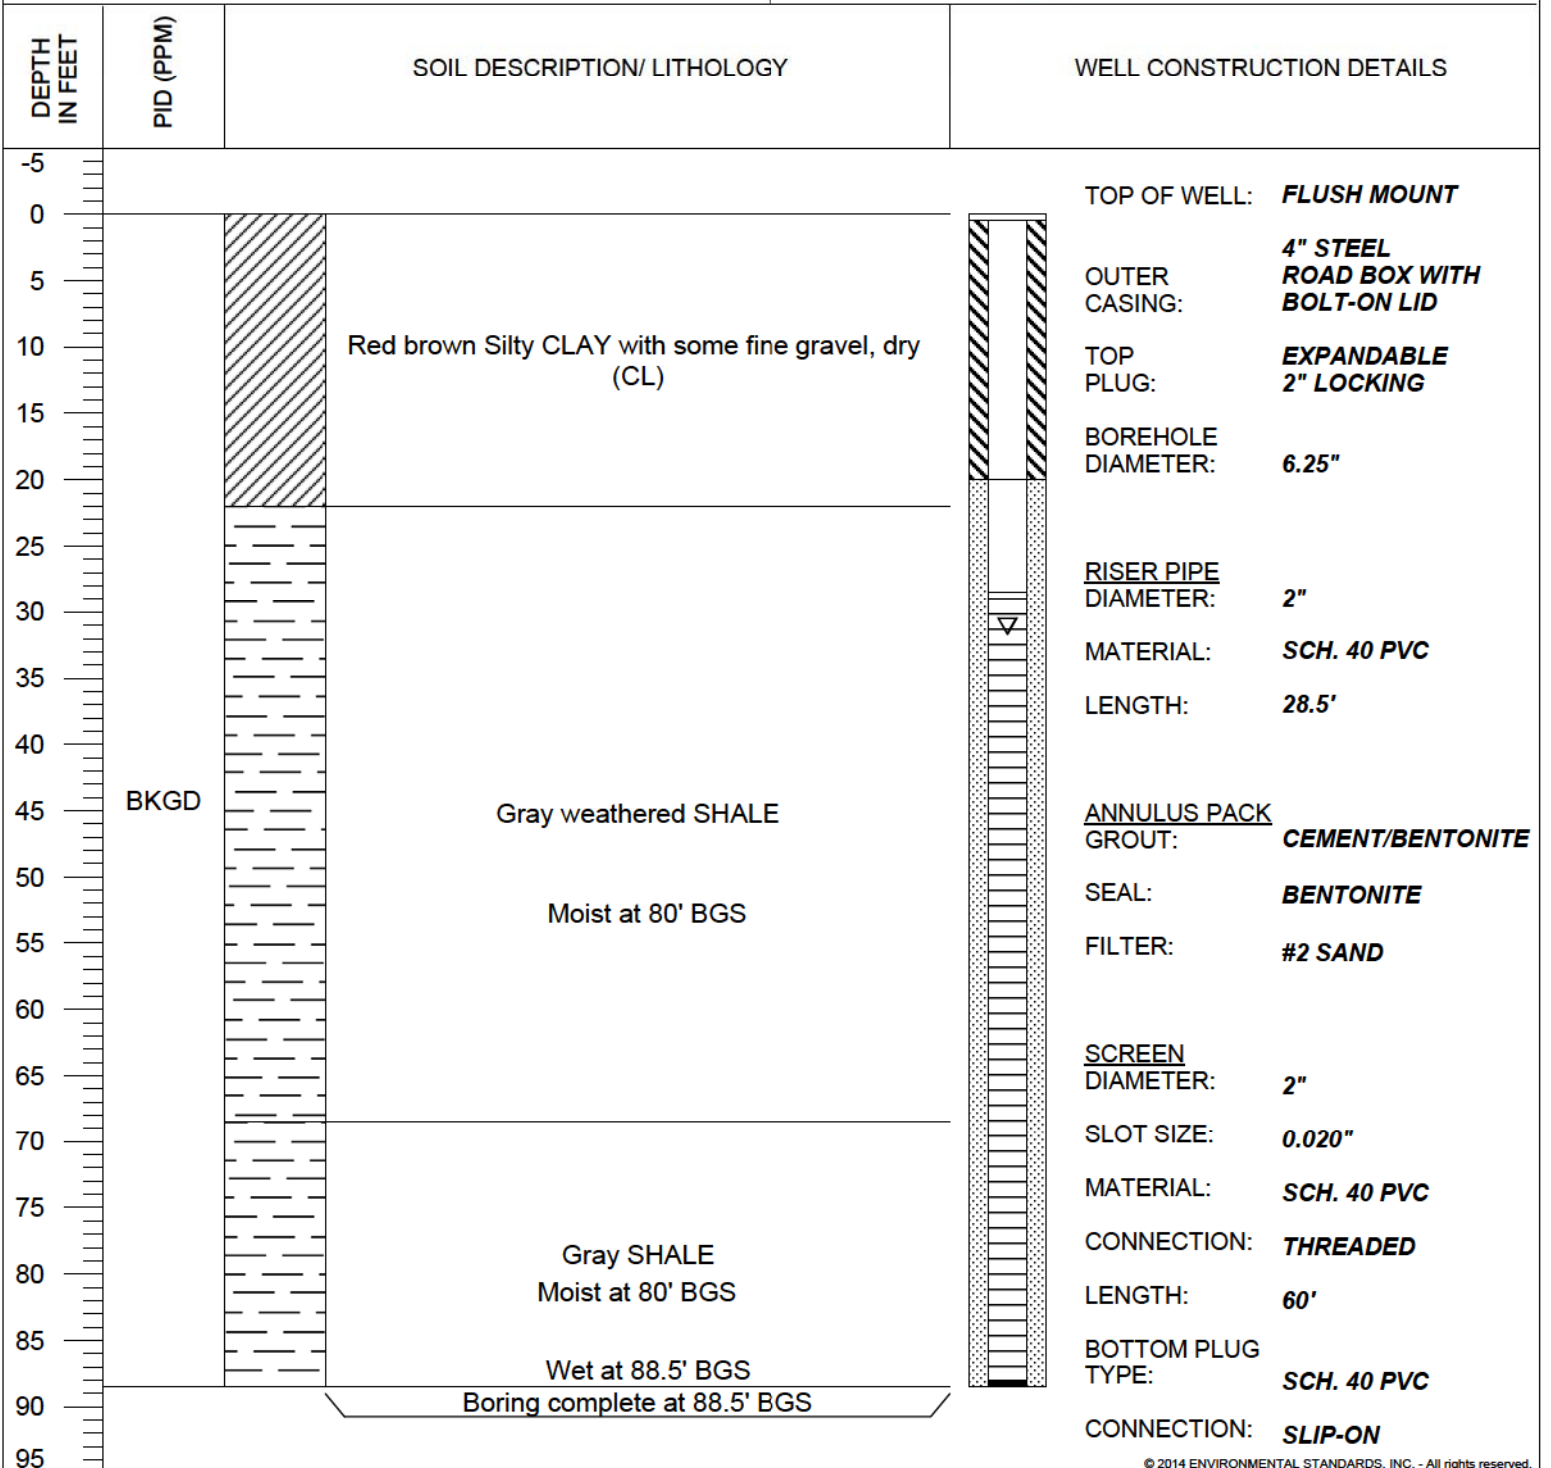 DEPTH
IN FEET
PID (PPM)
SOIL DESCRIPTION/ LITHOLOGY
WELL CONSTRUCTION DETAILS
-5
0
5
10
15
20
25
30
35
40
45
50
55
60
65
70
75
80
85
90
95
BKGD
Red brown Silty CLAY with some fine gravel, dry
(CL)
Gray weathered SHALE
Moist at 80' BGS
Gray SHALE
Moist at 80' BGS
Wet at 88.5' BGS
Boring complete at 88.5' BGS
TOP OF WELL: FLUSH MOUNT
4" STEEL
OUTER ROAD BOX WITH
CASING: BOLT-ON LID
TOP EXPANDABLE
PLUG: 2" LOCKING
BOREHOLE
DIAMETER: 6.25"
RISER PIPE
DIAMETER: 2"
MATERIAL: SCH. 40 PVC
LENGTH: 28.5'
ANNULUS PACK
GROUT: CEMENT/BENTONITE
SEAL: BENTONITE
FILTER: #2 SAND
SCREEN
DIAMETER: 2"
SLOT SIZE: 0.020"
MATERIAL: SCH. 40 PVC
CONNECTION: THREADED
LENGTH: 60'
BOTTOM PLUG
TYPE: SCH. 40 PVC
CONNECTION: SLIP-ON
© 2014 ENVIRONMENTAL STANDARDS, INC. - All rights reserved.